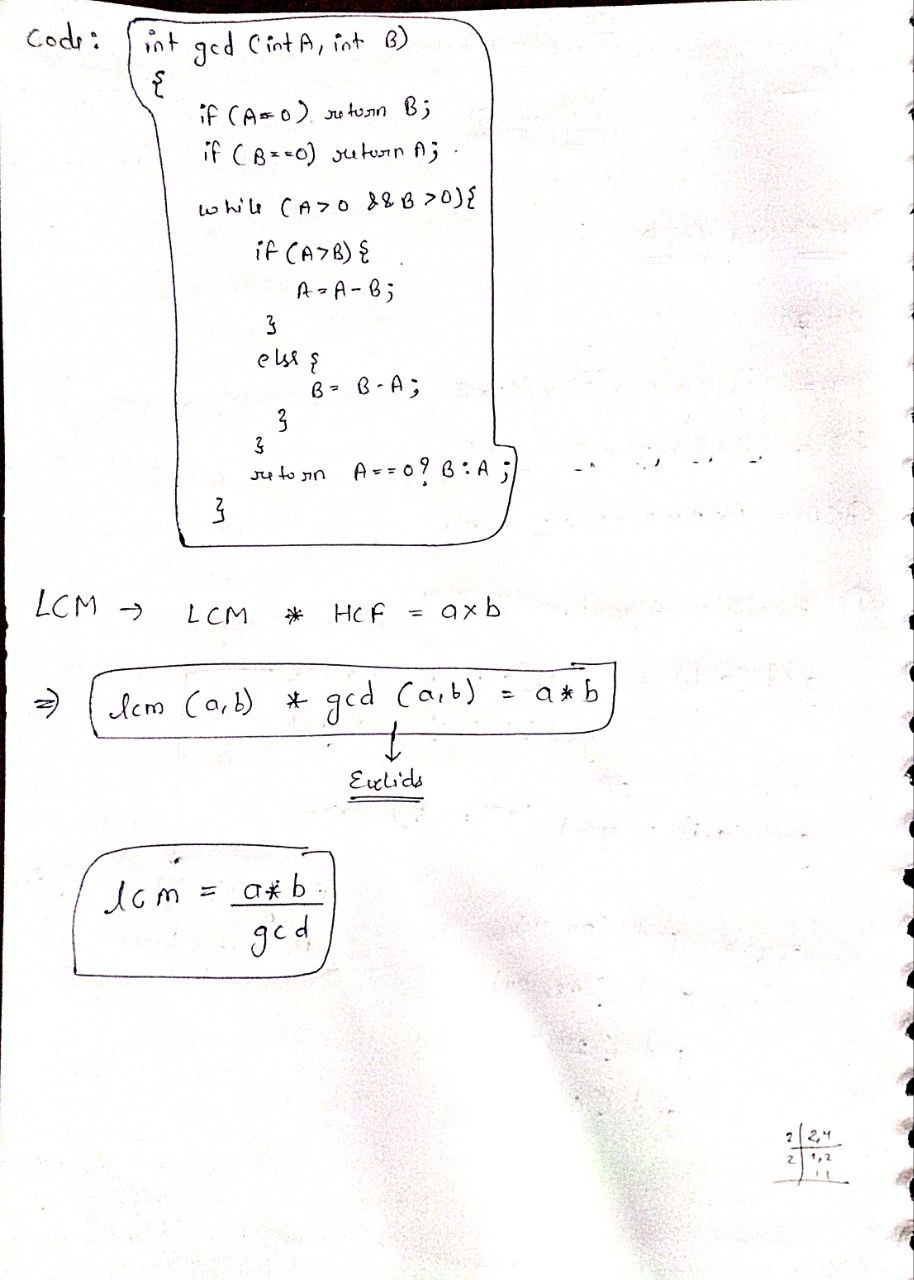 Code:
int gcd (int A, int B)
{
if (A==0) return B;
if (B==0) return A;
while (A>0 && B>0){
if (A>B) {
A = A - B;
}
else {
B = B - A;
}
}
return A==0? B : A ;
}
LCM → LCM * HCF = a×b
⇒ lcm (a,b) * gcd (a,b) = a*b
↓
Euclids
lcm = a*b
gcd
2 | 2,4
2 | 1,2
1 1